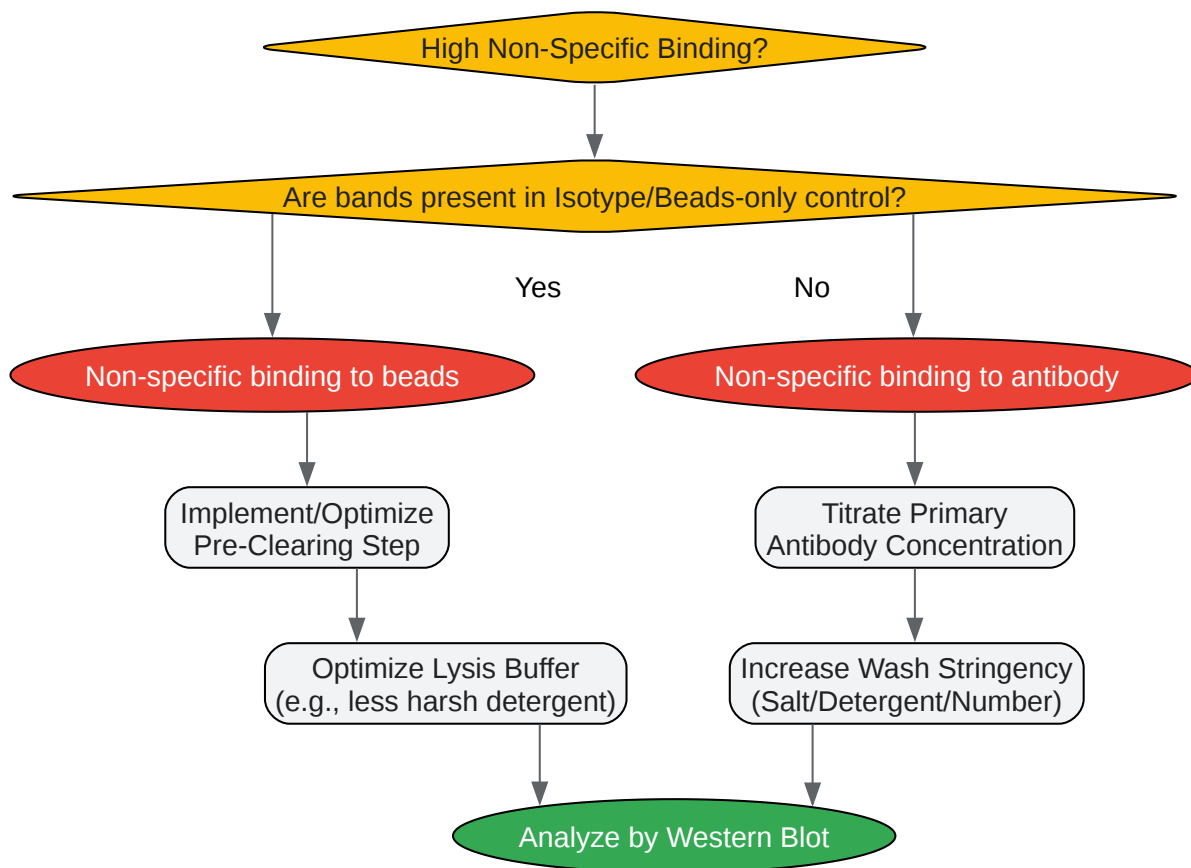 High Non-Specific Binding?
Are bands present in Isotype/Beads-only control?
Yes
No
Non-specific binding to beads
Non-specific binding to antibody
Implement/Optimize
Pre-Clearing Step
Titrate Primary
Antibody Concentration
Optimize Lysis Buffer
(e.g., less harsh detergent)
Increase Wash Stringency
(Salt/Detergent/Number)
Analyze by Western Blot